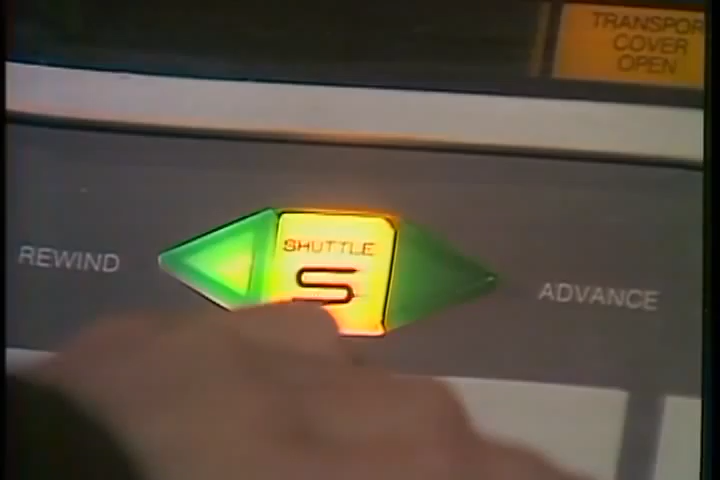 TRANSPOR
COVER
OPEN
SHUTTLE
S
REWIND
ADVANCE